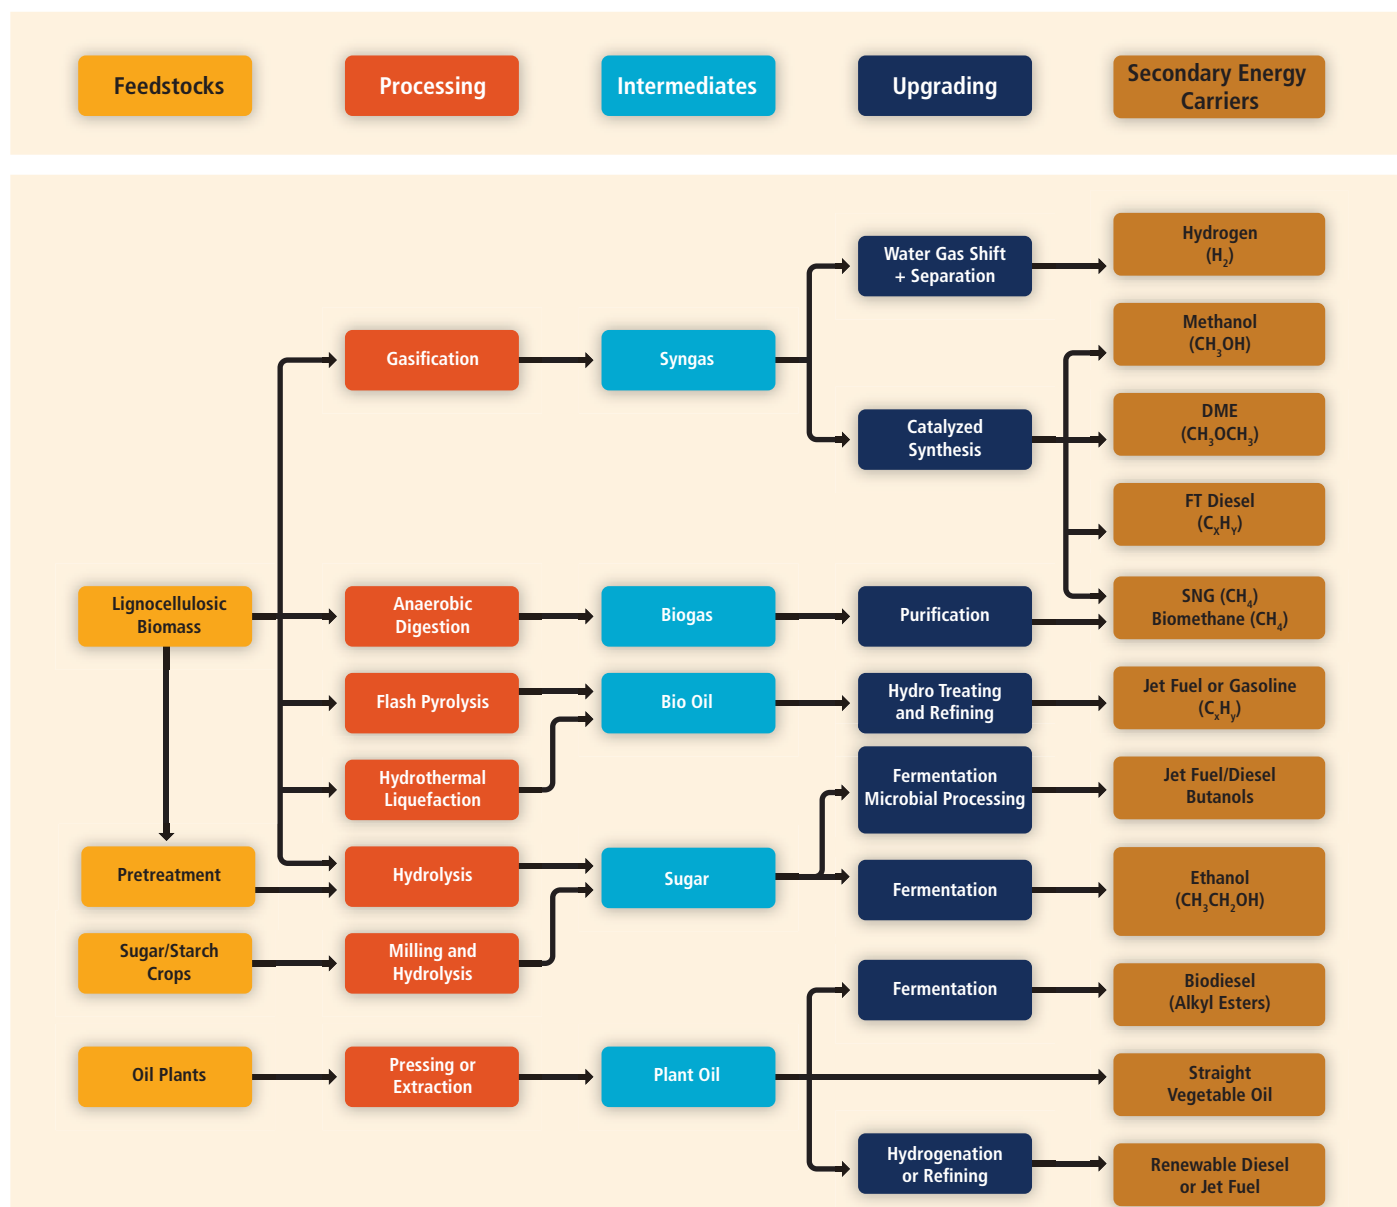 Feedstocks
Processing
Intermediates
Upgrading
Secondary Energy
Carriers
Water Gas Shift
+ Separation
Hydrogen
(H₂)
Methanol
(CH₃OH)
Gasification
Syngas
Catalyzed
Synthesis
DME
(CH₃OCH₃)
FT Diesel
(CₓHᵧ)
Lignocellulosic
Biomass
Anaerobic
Digestion
Biogas
Purification
SNG (CH₄)
Biomethane (CH₄)
Flash Pyrolysis
Bio Oil
Hydro Treating
and Refining
Jet Fuel or Gasoline
(CₓHᵧ)
Hydrothermal
Liquefaction
Fermentation
Microbial Processing
Jet Fuel/Diesel
Butanols
Pretreatment
Hydrolysis
Sugar
Fermentation
Ethanol
(CH₃CH₂OH)
Sugar/Starch
Crops
Milling and
Hydrolysis
Fermentation
Biodiesel
(Alkyl Esters)
Oil Plants
Pressing or
Extraction
Plant Oil
Straight
Vegetable Oil
Hydrogenation
or Refining
Renewable Diesel
or Jet Fuel